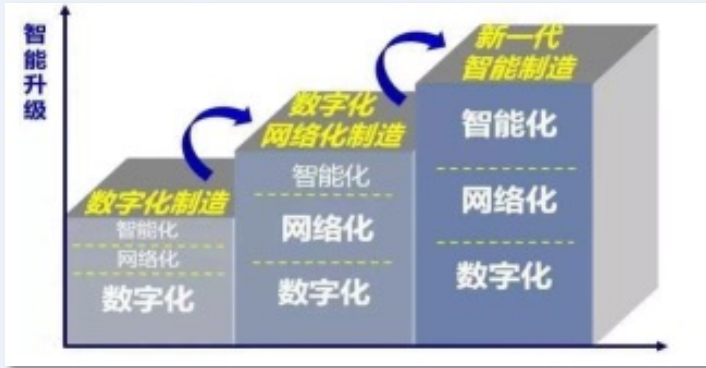 智能升级
数字化制造
智能化
网络化
数字化
数字化
网络化制造
智能化
网络化
数字化
新一代
智能制造
智能化
网络化
数字化